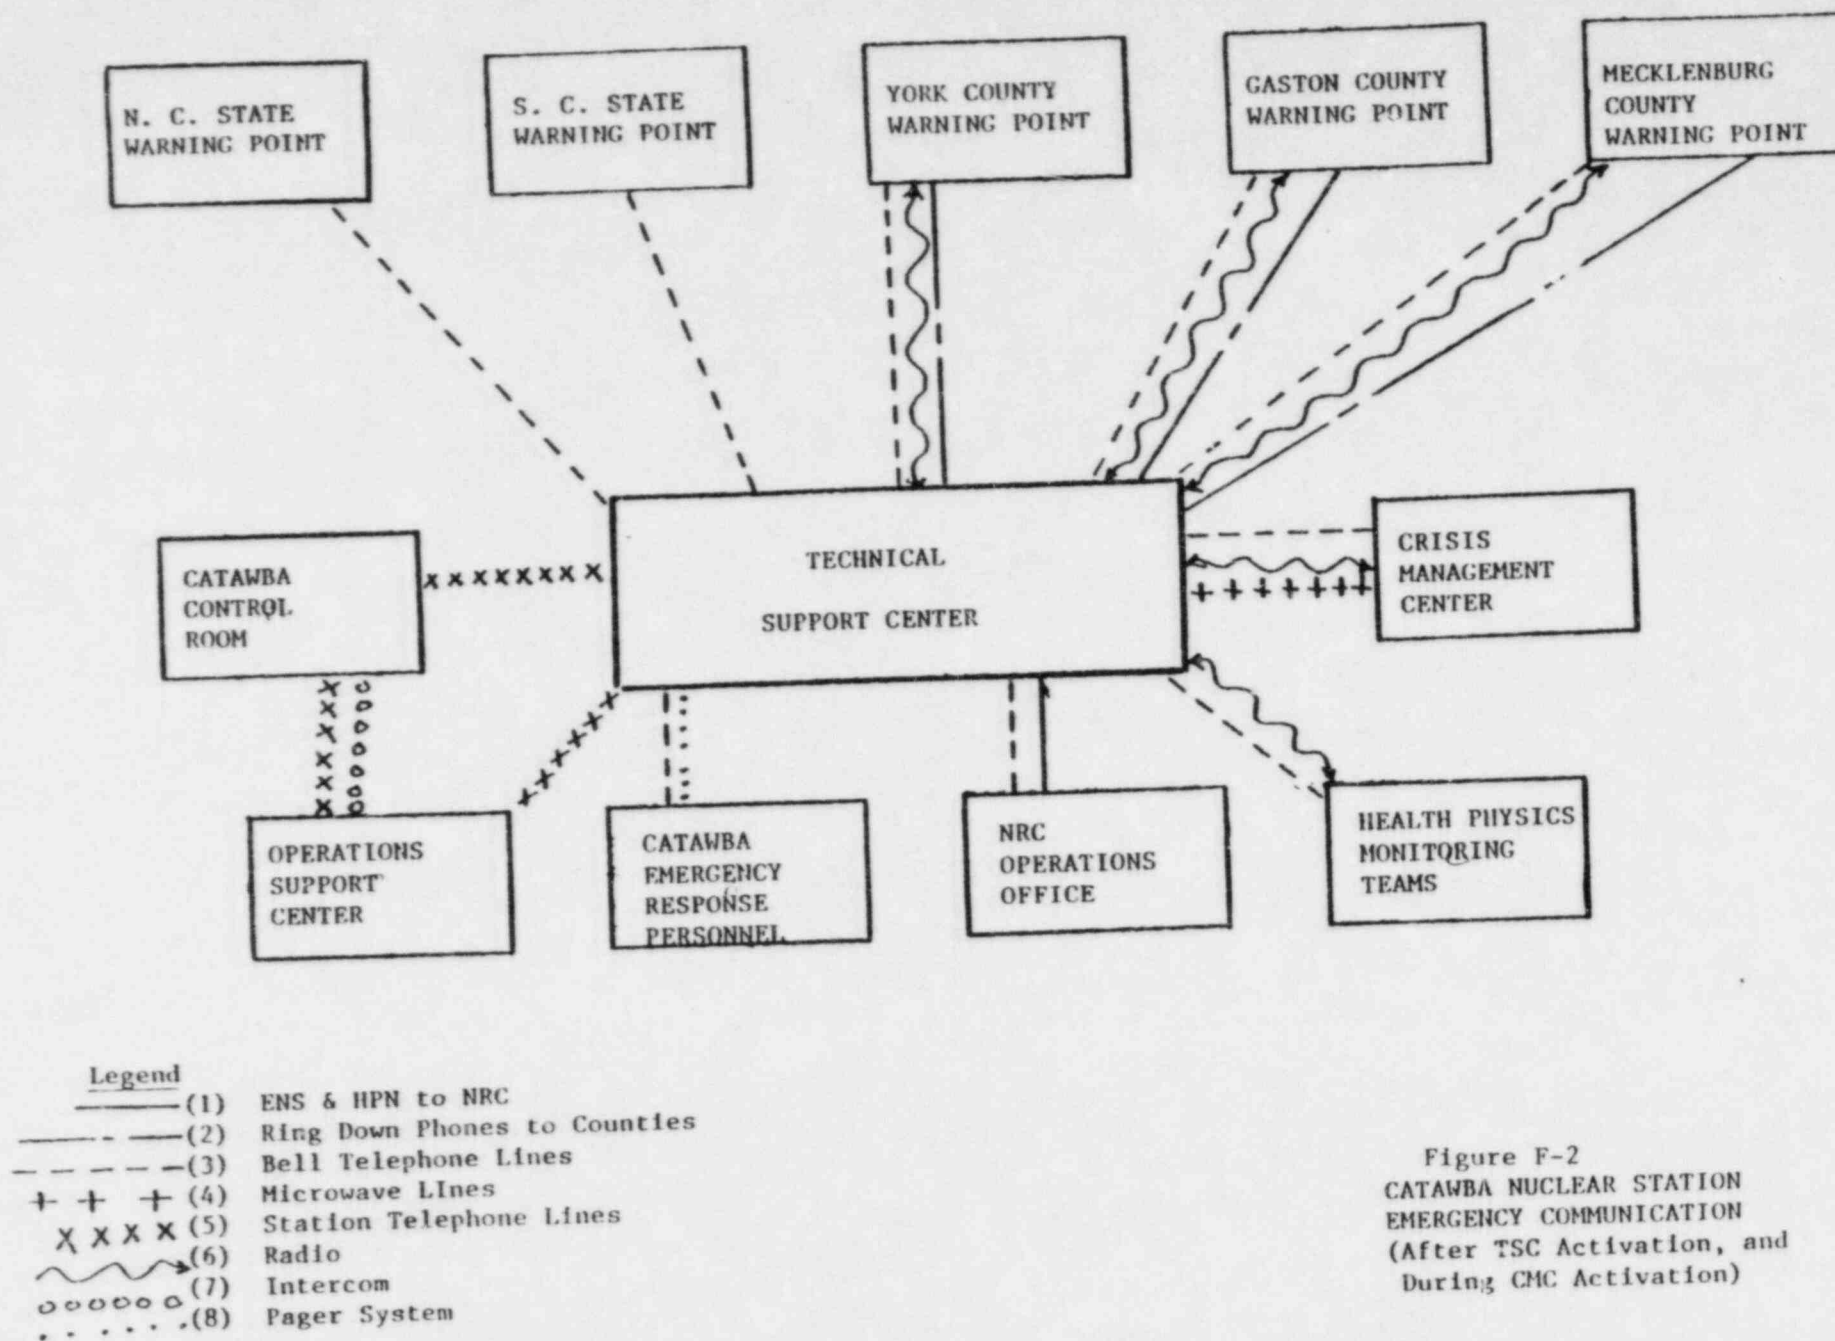 N. C. STATE
WARNING POINT
S. C. STATE
WARNING POINT
YORK COUNTY
WARNING POINT
GASTON COUNTY
WARNING POINT
MECKLENBURG
COUNTY
WARNING POINT
CATAWBA
CONTROL
ROOM
TECHNICAL
SUPPORT CENTER
CRISIS
MANAGEMENT
CENTER
OPERATIONS
SUPPORT
CENTER
CATAWBA
EMERGENCY
RESPONSE
PERSONNEL
NRC
OPERATIONS
OFFICE
HEALTH PHYSICS
MONITORING
TEAMS
Legend
(1) ENS & HPN to NRC
(2) Ring Down Phones to Counties
(3) Bell Telephone Lines
(4) Microwave LInes
(5) Station Telephone Lines
(6) Radio
(7) Intercom
(8) Pager System
Figure F-2
CATAWBA NUCLEAR STATION
EMERGENCY COMMUNICATION
(After TSC Activation, and
During CMC Activation)